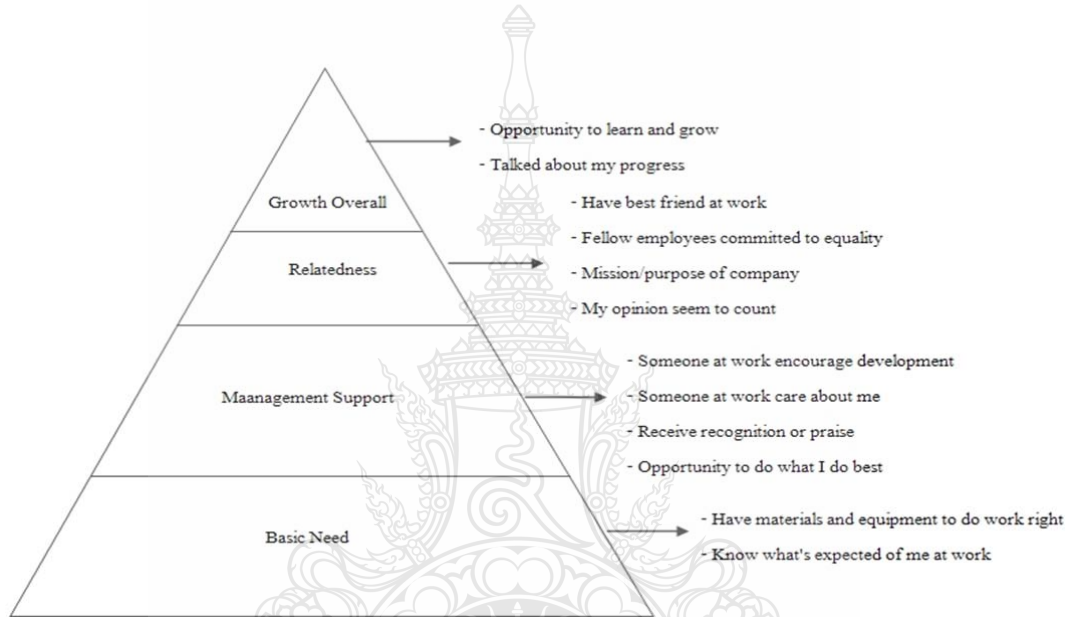 - Opportunity to learn and grow
- Talked about my progress
Growth Overall
- Have best friend at work
- Fellow employees committed to equality
Relatedness
- Mission/purpose of company
- My opinion seem to count
- Someone at work encourage development
Maanagement Support
- Someone at work care about me
- Receive recognition or praise
- Opportunity to do what I do best
- Have materials and equipment to do work right
Basic Need
- Know what's expected of me at work